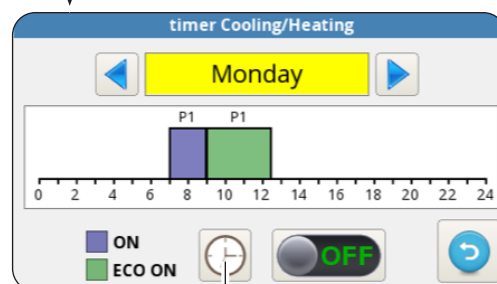 timer Cooling/Heating
Monday
P1 P1
0 2 4 6 8 10 12 14 16 18 20 22 24
ON
ECO ON
OFF